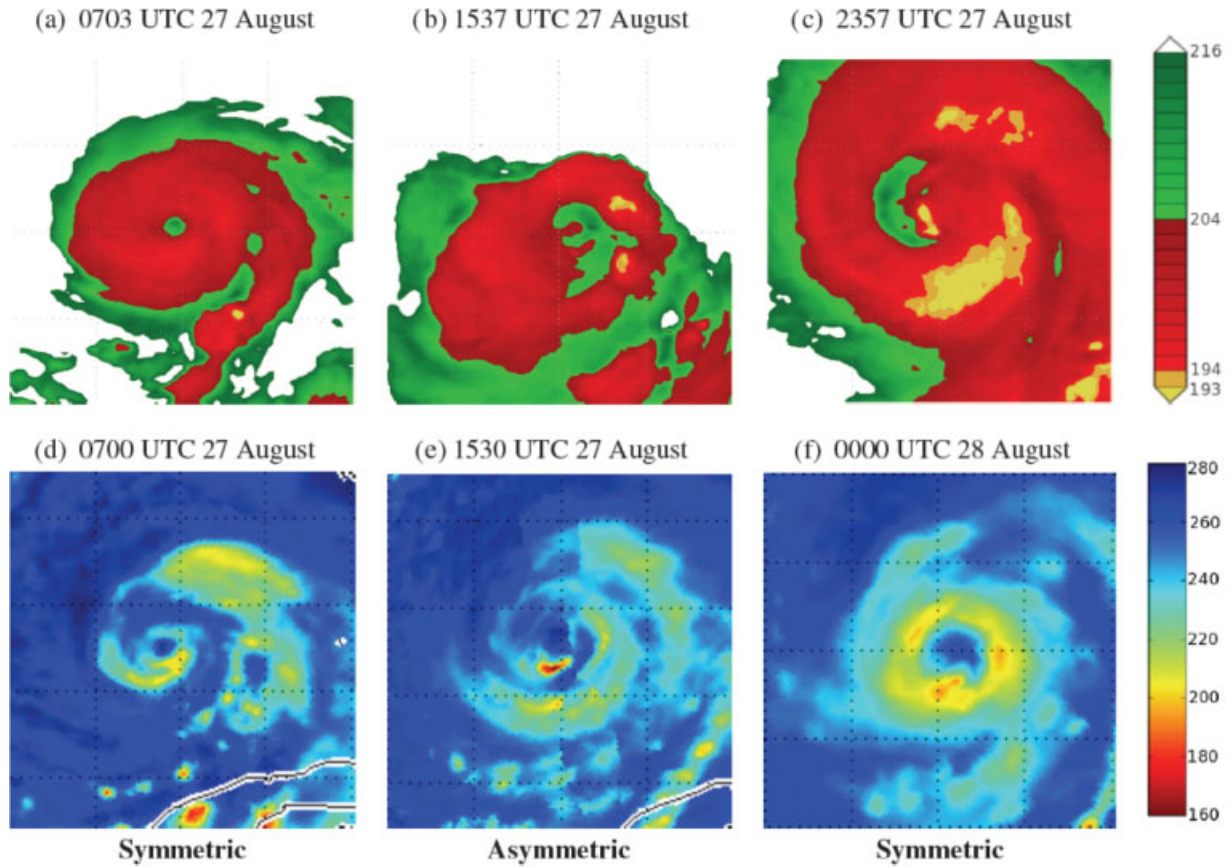 (a) 0703 UTC 27 August
(b) 1537 UTC 27 August
(c) 2357 UTC 27 August
216
204
194
193
(d) 0700 UTC 27 August
(e) 1530 UTC 27 August
(f) 0000 UTC 28 August
280
260
240
220
200
180
160
Symmetric
Asymmetric
Symmetric